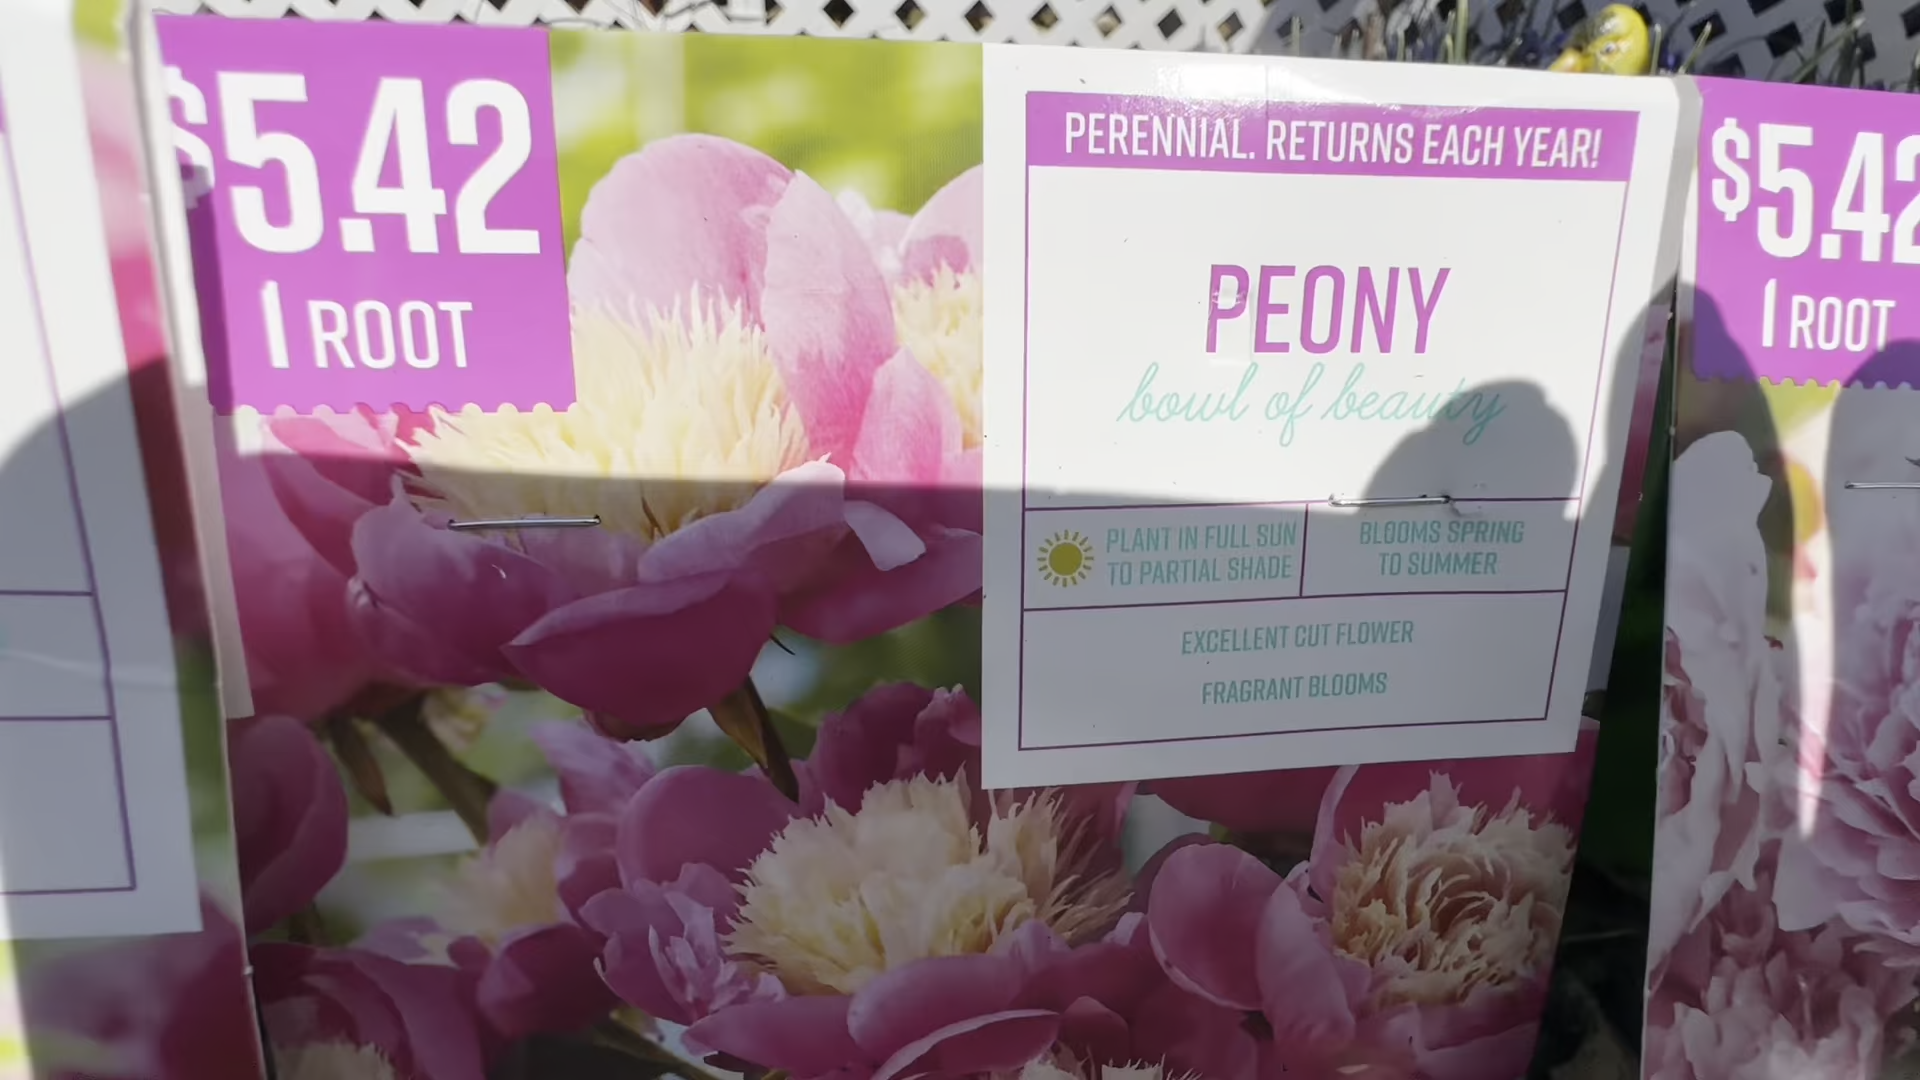 $5.42
1 ROOT
PERENNIAL. RETURNS EACH YEAR!
PEONY
bowl of beauty
PLANT IN FULL SUN
TO PARTIAL SHADE
BLOOMS SPRING
TO SUMMER
EXCELLENT CUT FLOWER
FRAGRANT BLOOMS
$5.42
1 ROOT